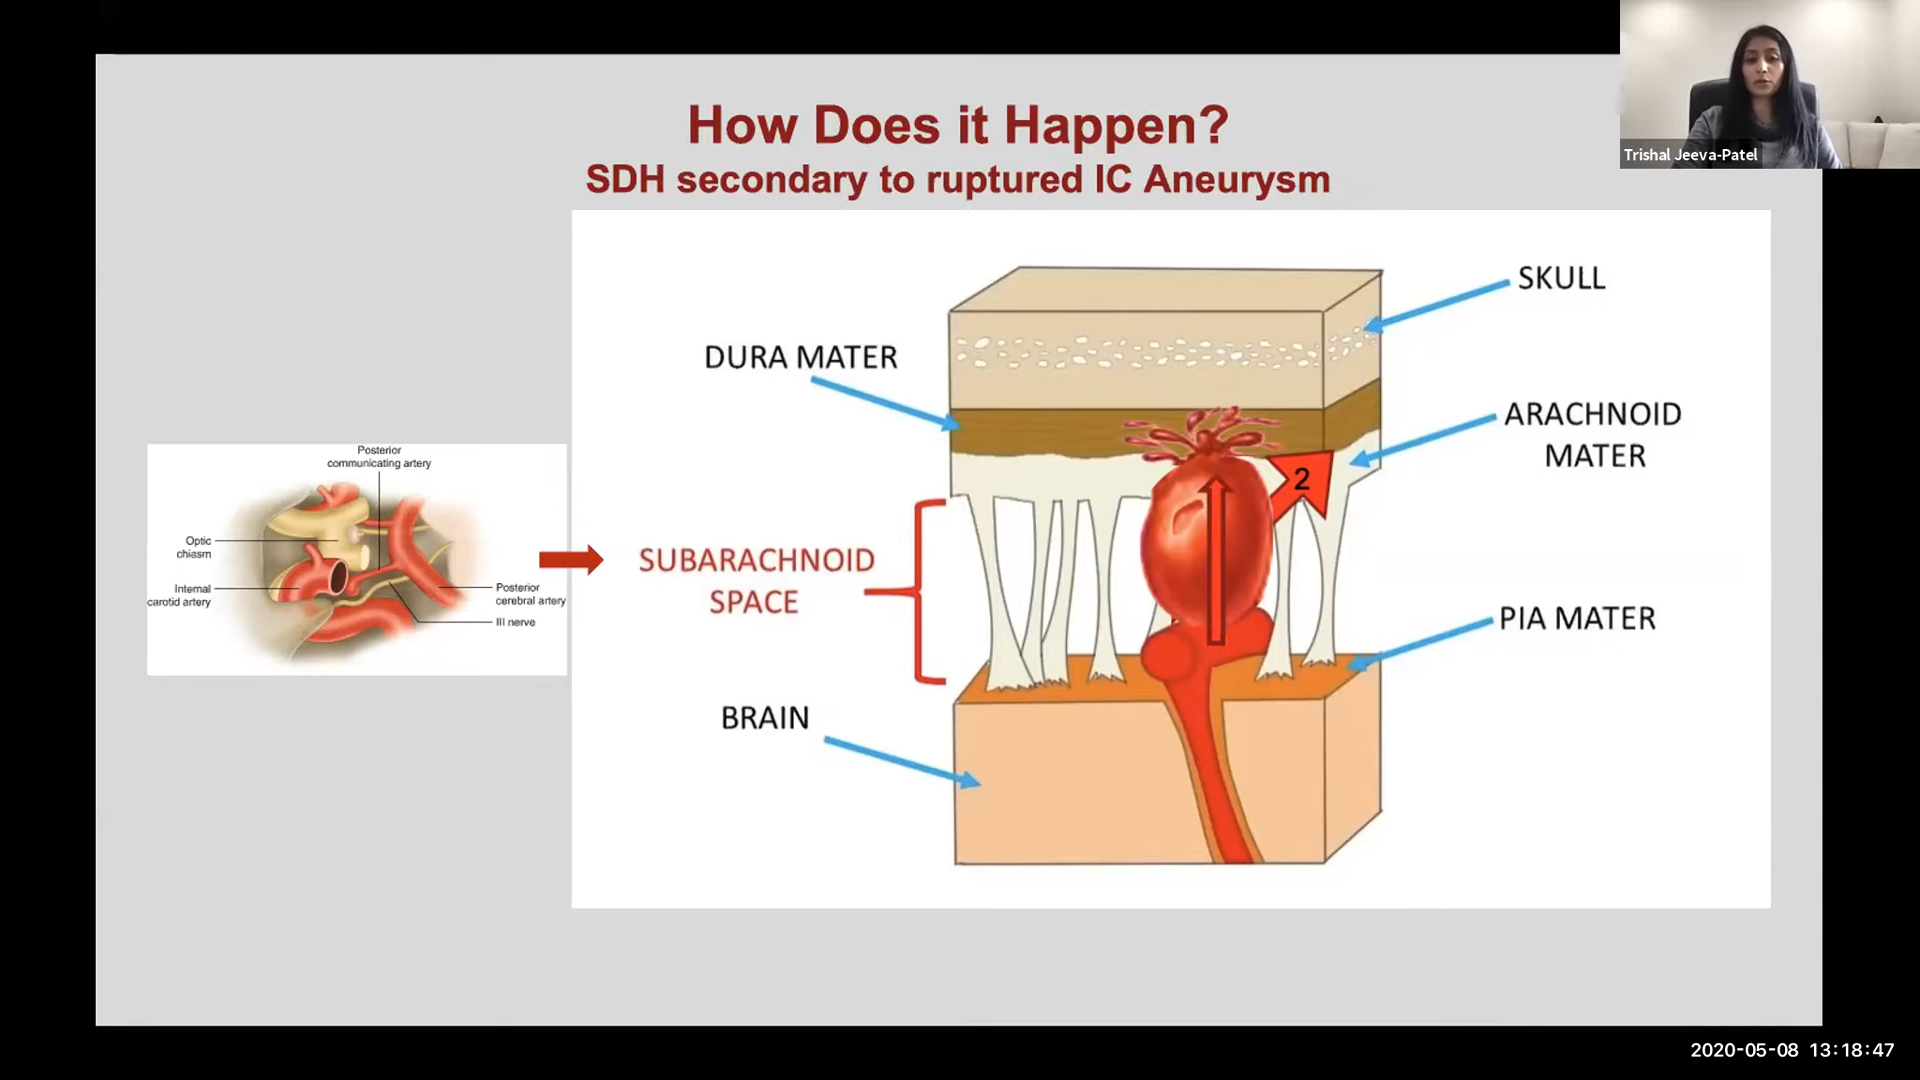 How Does it Happen?
SDH secondary to ruptured IC Aneurysm
Trishal Jeeva-Patel
Posterior
communicating artery
Optic
chiasm
Internal
carotid artery
Posterior
cerebral artery
III nerve
SKULL
DURA MATER
ARACHNOID
MATER
2
SUBARACHNOID
SPACE
PIA MATER
BRAIN
2020-05-08 13:18:47